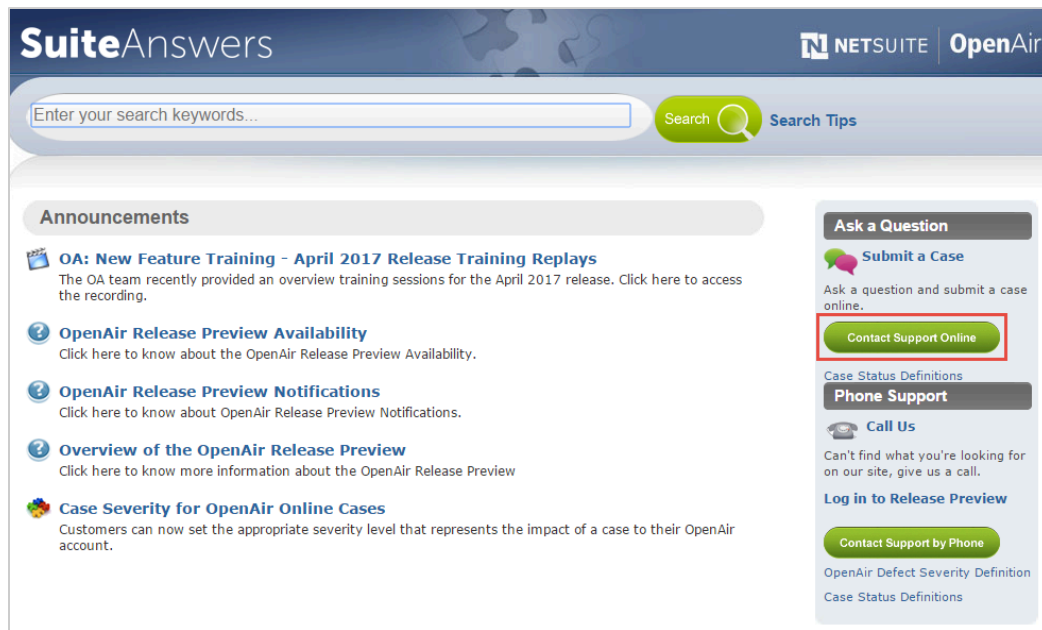 SuiteAnswers
NETSUITE OpenAir
Enter your search keywords...
Search
Search Tips
Announcements
OA: New Feature Training - April 2017 Release Training Replays
The OA team recently provided an overview training sessions for the April 2017 release. Click here to access
the recording.
OpenAir Release Preview Availability
Click here to know about the OpenAir Release Preview Availability.
OpenAir Release Preview Notifications
Click here to know about OpenAir Release Preview Notifications.
Overview of the OpenAir Release Preview
Click here to know more information about the OpenAir Release Preview
Case Severity for OpenAir Online Cases
Customers can now set the appropriate severity level that represents the impact of a case to their OpenAir
account.
Ask a Question
Submit a Case
Ask a question and submit a case
online.
Contact Support Online
Case Status Definitions
Phone Support
Call Us
Can't find what you're looking for
on our site, give us a call.
Log in to Release Preview
Contact Support by Phone
OpenAir Defect Severity Definition
Case Status Definitions